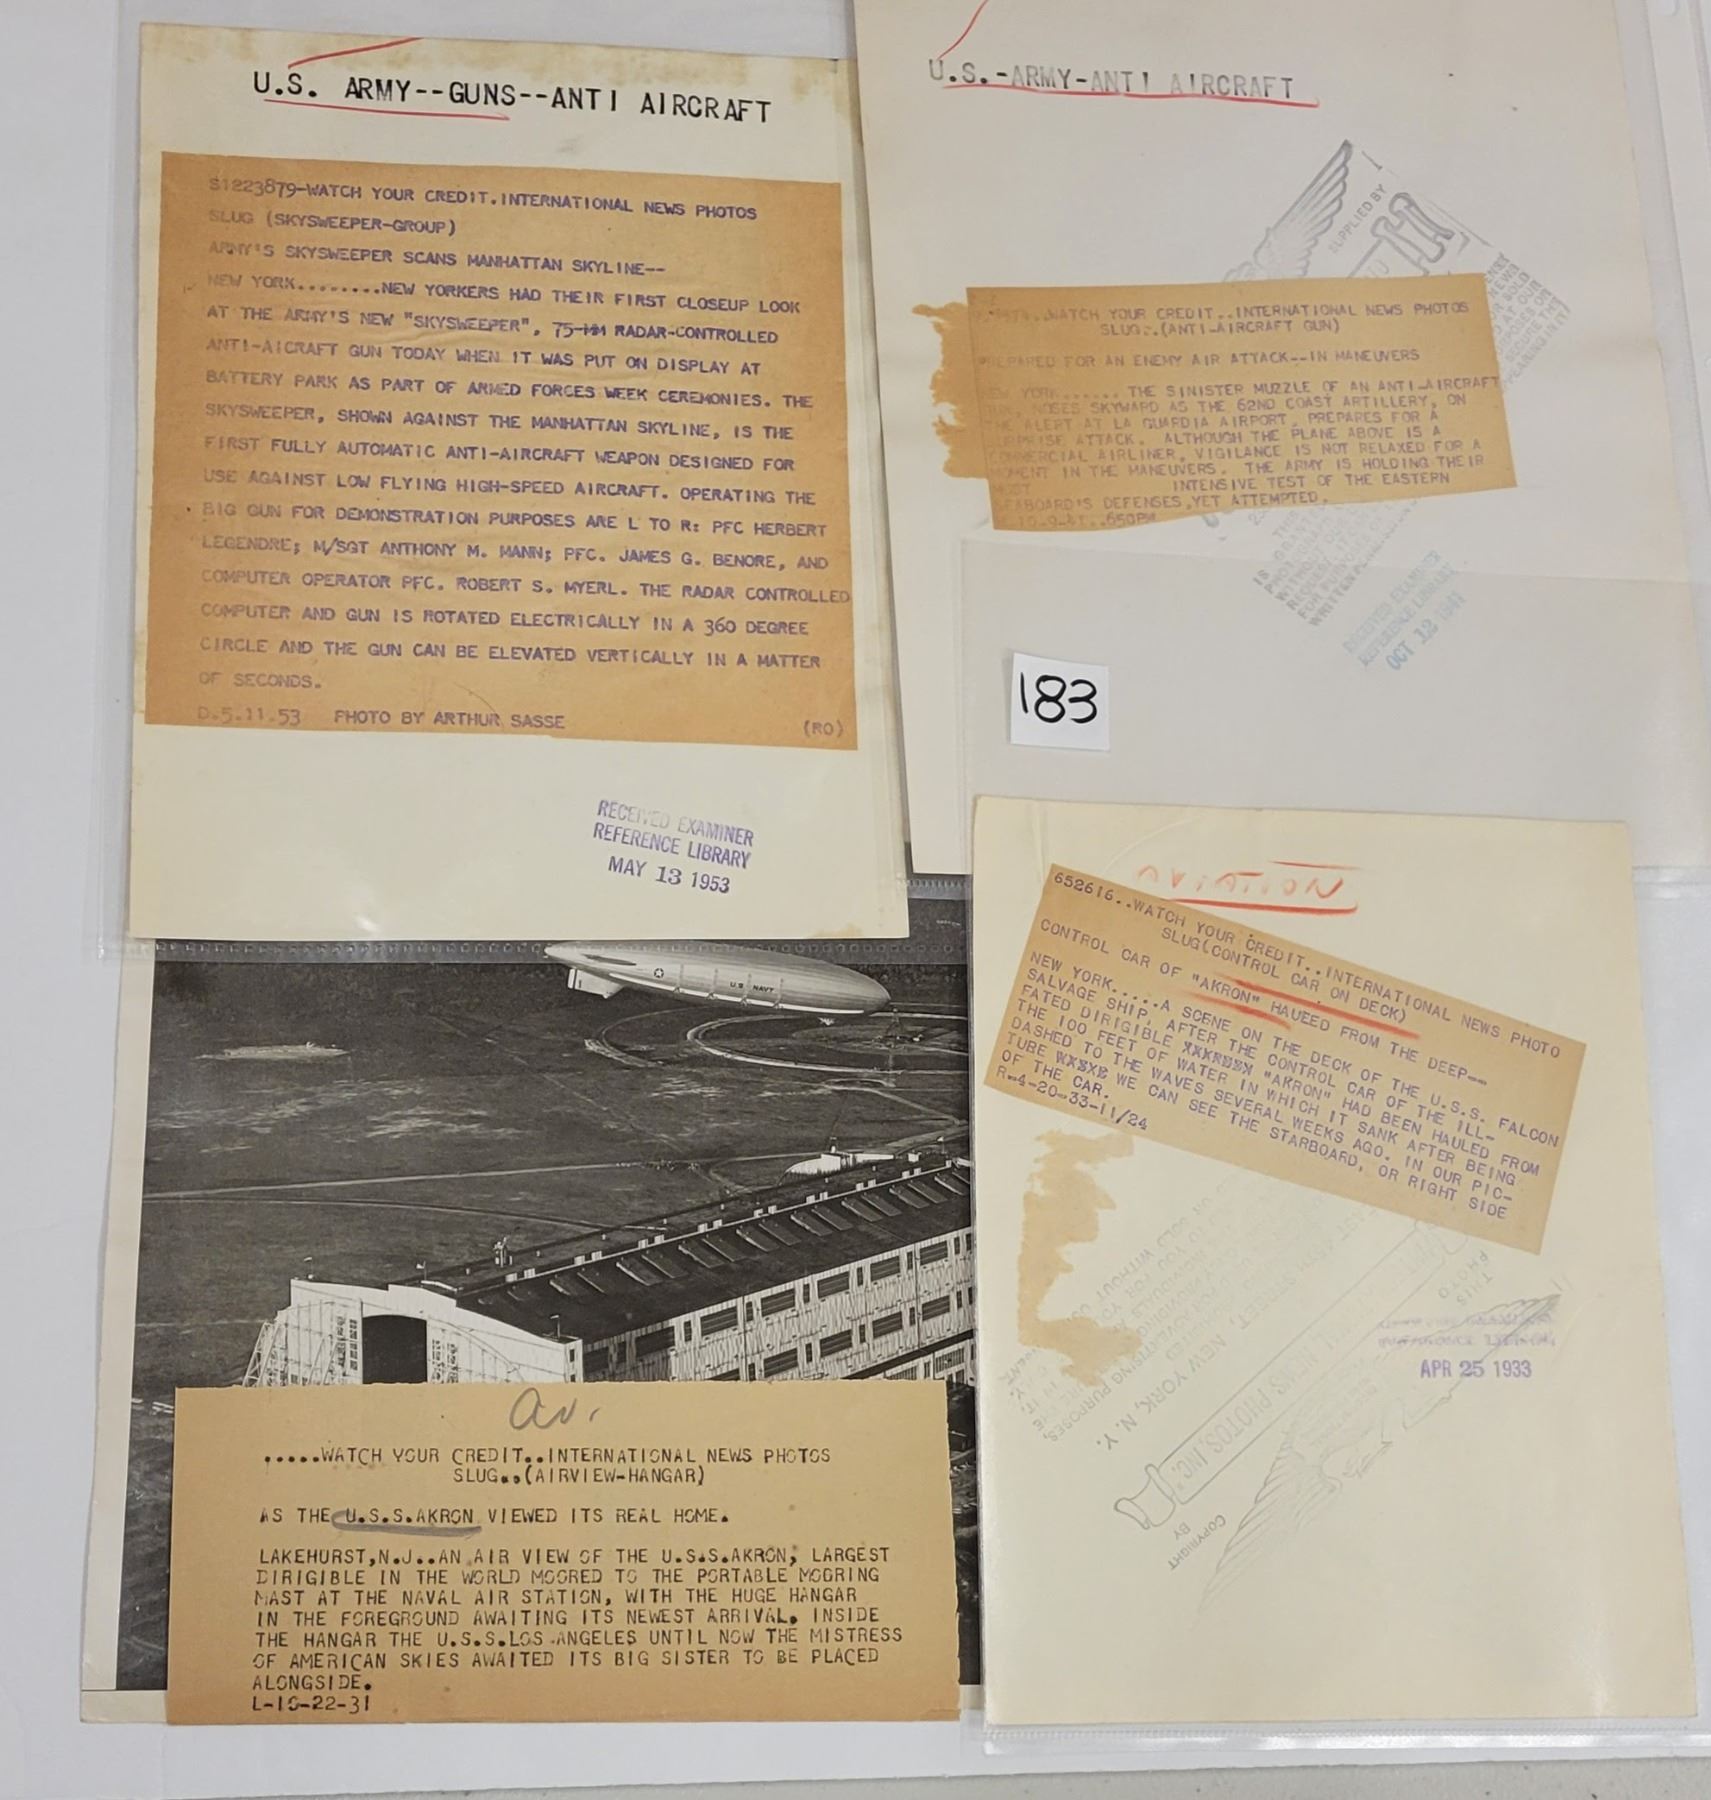 U.S. ARMY--GUNS--ANTI AIRCRAFT
S1223879-WATCH YOUR CREDIT.INTERNATIONAL NEWS PHOTOS
SLUG (SKYSWEEPER-GROUP)
ARMY'S SKYSWEEPER SCANS MANHATTAN SKYLINE--
NEW YORK........NEW YORKERS HAD THEIR FIRST CLOSEUP LOOK
AT THE ARMY'S NEW "SKYSWEEPER", 75-MM RADAR-CONTROLLED
ANTI-AICRAFT GUN TODAY WHEN IT WAS PUT ON DISPLAY AT
BATTERY PARK AS PART OF ARMED FORCES WEEK CEREMONIES. THE
SKYSWEEPER, SHOWN AGAINST THE MANHATTAN SKYLINE, IS THE
FIRST FULLY AUTOMATIC ANTI-AIRCRAFT WEAPON DESIGNED FOR
USE AGAINST LOW FLYING HIGH-SPEED AIRCRAFT. OPERATING THE
BIG GUN FOR DEMONSTRATION PURPOSES ARE L TO R: PFC HERBERT
LEGENDRE; M/SGT ANTHONY M. MANN; PFC. JAMES G. BENORE, AND
COMPUTER OPERATOR PFC. ROBERT S. MYERL. THE RADAR CONTROLLED
COMPUTER AND GUN IS ROTATED ELECTRICALLY IN A 360 DEGREE
CIRCLE AND THE GUN CAN BE ELEVATED VERTICALLY IN A MATTER
OF SECONDS.
D.5.11.53 PHOTO BY ARTHUR SASSE (RO)
RECEIVED EXAMINER
REFERENCE LIBRARY
MAY 13 1953
U.S.-ARMY-ANTI AIRCRAFT
SUPPLIED BY
WATCH YOUR CREDIT..INTERNATIONAL NEWS PHOTOS
SLUG..(ANTI-AIRCRAFT GUN)
PREPARED FOR AN ENEMY AIR ATTACK--IN MANEUVERS
NEW YORK...... THE SINISTER MUZZLE OF AN ANTI-AIRCRAFT
NOSES SKYWARD AS THE 62ND COAST ARTILLERY, ON
THE ALERT AT LA GUARDIA AIRPORT, PREPARES FOR A
SURPRISE ATTACK. ALTHOUGH THE PLANE ABOVE IS A
COMMERCIAL AIRLINER, VIGILANCE IS NOT RELAXED FOR A
MOMENT IN THE MANEUVERS. THE ARMY IS HOLDING THEIR
MOST INTENSIVE TEST OF THE EASTERN
SEABOARD'S DEFENSES YET ATTEMPTED.
10-9-41..650PM
RECEIVED EXAMINER
REFERENCE LIBRARY
OCT 12 1941
183
AVIATION
652616..WATCH YOUR CREDIT..INTERNATIONAL NEWS PHOTO
SLUG(CONTROL CAR ON DECK)
CONTROL CAR OF "AKRON" HAUEED FROM THE DEEP--
NEW YORK.....A SCENE ON THE DECK OF THE U.S.S. FALCON
SALVAGE SHIP, AFTER THE CONTROL CAR OF THE ILL-
FATED DIRIGIBLE "AKRON" HAD BEEN HAULED FROM
THE 100 FEET OF WATER IN WHICH IT SANK AFTER BEING
DASHED TO THE WAVES SEVERAL WEEKS AGO. IN OUR PIC-
TURE WE CAN SEE THE STARBOARD, OR RIGHT SIDE
OF THE CAR.
R-4-20-33-11/24
THIS
PHOTO
APR 25 1933
NEW YORK, N. Y.
PHOTOS, INC.
COPYRIGHT
BY
U.S. NAVY
av.
.....WATCH YOUR CREDIT..INTERNATIONAL NEWS PHOTOS
SLUG..(AIRVIEW-HANGAR)
AS THE U.S.S.AKRON VIEWED ITS REAL HOME.
LAKEHURST,N.J..AN AIR VIEW OF THE U.S.S.AKRON, LARGEST
DIRIGIBLE IN THE WORLD MOORED TO THE PORTABLE MOORING
MAST AT THE NAVAL AIR STATION, WITH THE HUGE HANGAR
IN THE FOREGROUND AWAITING ITS NEWEST ARRIVAL. INSIDE
THE HANGAR THE U.S.S.LOS ANGELES UNTIL NOW THE MISTRESS
OF AMERICAN SKIES AWAITED ITS BIG SISTER TO BE PLACED
ALONGSIDE.
L-10-22-31